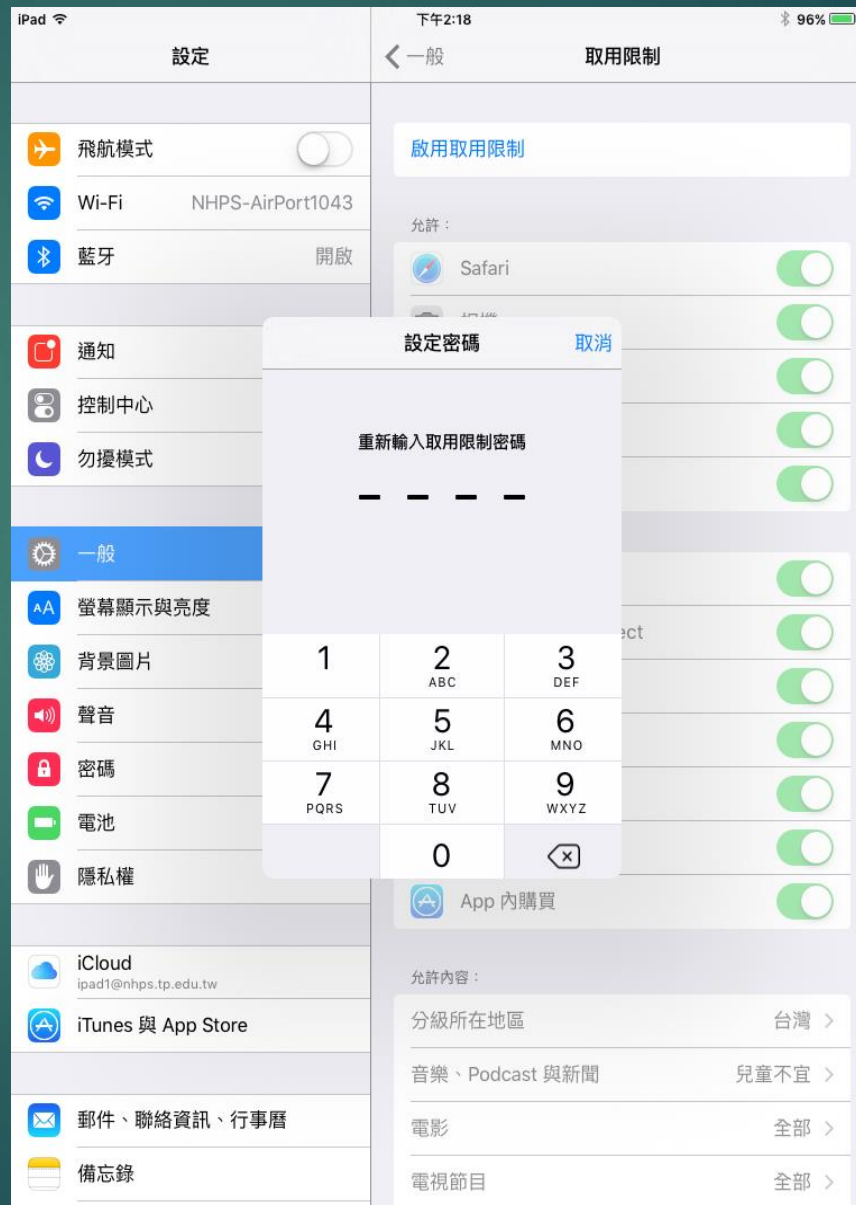 iPad 下午2:18 96%
設定
一般 取用限制
飛航模式
Wi-Fi NHPS-AirPort1043
藍牙 開啟
通知
控制中心
勿擾模式
一般
螢幕顯示與亮度
背景圖片
聲音
密碼
電池
隱私權
iCloud
ipad1@nhps.tp.edu.tw
iTunes 與 App Store
郵件、聯絡資訊、行事曆
備忘錄
啟用取用限制
允許：
Safari
設定密碼 取消
重新輸入取用限制密碼
1 2 3
ABC DEF
4 5 6
GHI JKL MNO
7 8 9
PQRS TUV WXYZ
0
App 內購買
允許內容：
分級所在地區 台灣
音樂、Podcast 與新聞 兒童不宜
電影 全部
電視節目 全部